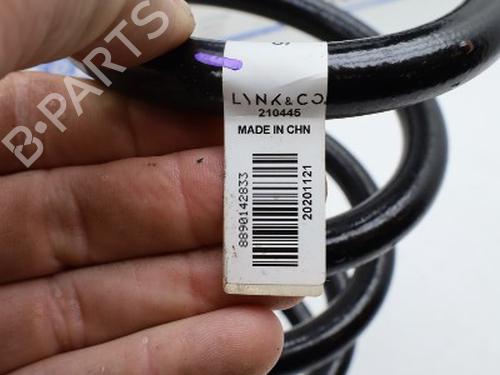 LYNK & CO
210445
MADE IN CHN
8890142833
20201121
B-PARTS